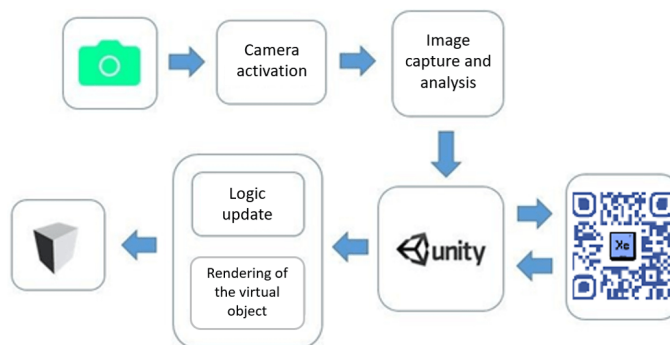 Camera
activation
Image
capture and
analysis
Logic
update
Rendering of
the virtual
object
unity
Xe